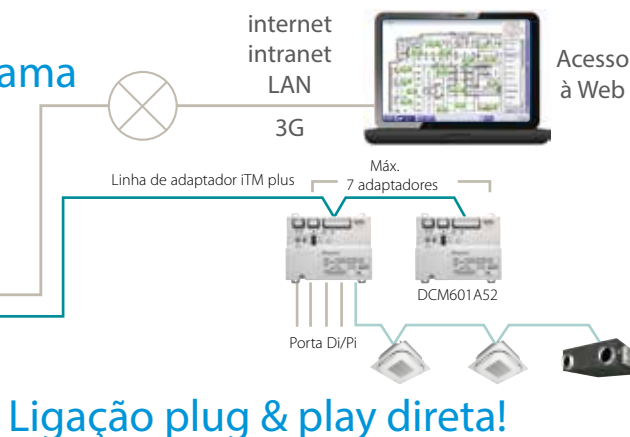 ama
internet
intranet
LAN
3G
Acesso
à Web
Linha de adaptador iTM plus
Máx.
7 adaptadores
DCM601A52
Porta Di/Pi
Ligação plug & play direta!